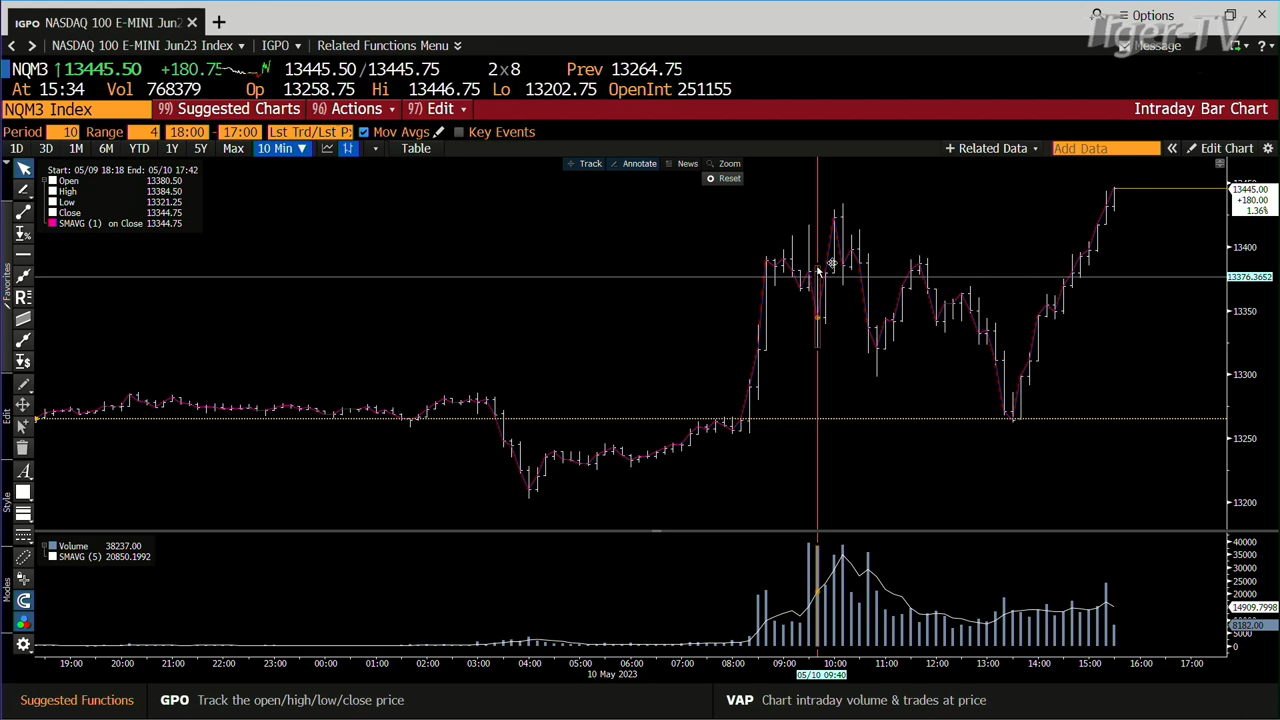 IGPO NASDAQ 100 E-MINI Jun2
Options
Tiger-TV
NASDAQ 100 E-MINI Jun23 Index IGPO Related Functions Menu Message
NQM3 ↑13445.50 +180.75 13445.50/13445.75 2x8 Prev 13264.75
At 15:34 Vol 768379 Op 13258.75 Hi 13446.75 Lo 13202.75 OpenInt 251155
NQM3 Index 99) Suggested Charts 96) Actions 97) Edit Intraday Bar Chart
Period 10 Range 4 18:00 - 17:00 Lst Trd/Lst P Mov Avgs Key Events
1D 3D 1M 6M YTD 1Y 5Y Max 10 Min ▼ Table + Related Data Add Data Edit Chart
Track Annotate News Zoom
Reset
Start: 05/09 18:18 End: 05/10 17:42
Open 13380.50
High 13384.50
Low 13321.25
Close 13344.75
SMAVG (1) on Close 13344.75
13450
13445.00
+180.00
1.36%
13400
13376.3652
13350
13300
13250
13200
Favorites
Edit
Style
Modes
Volume 38237.00
SMAVG (5) 20850.1992
40000
35000
30000
25000
20000
14909.7998
8182.00
5000
0
19:00 20:00 21:00 22:00 23:00 00:00 01:00 02:00 03:00 04:00 05:00 06:00 07:00 08:00 09:00 10:00 11:00 12:00 13:00 14:00 15:00 16:00 17:00
10 May 2023 05/10 09:40
Suggested Functions GPO Track the open/high/low/close price VAP Chart intraday volume & trades at price